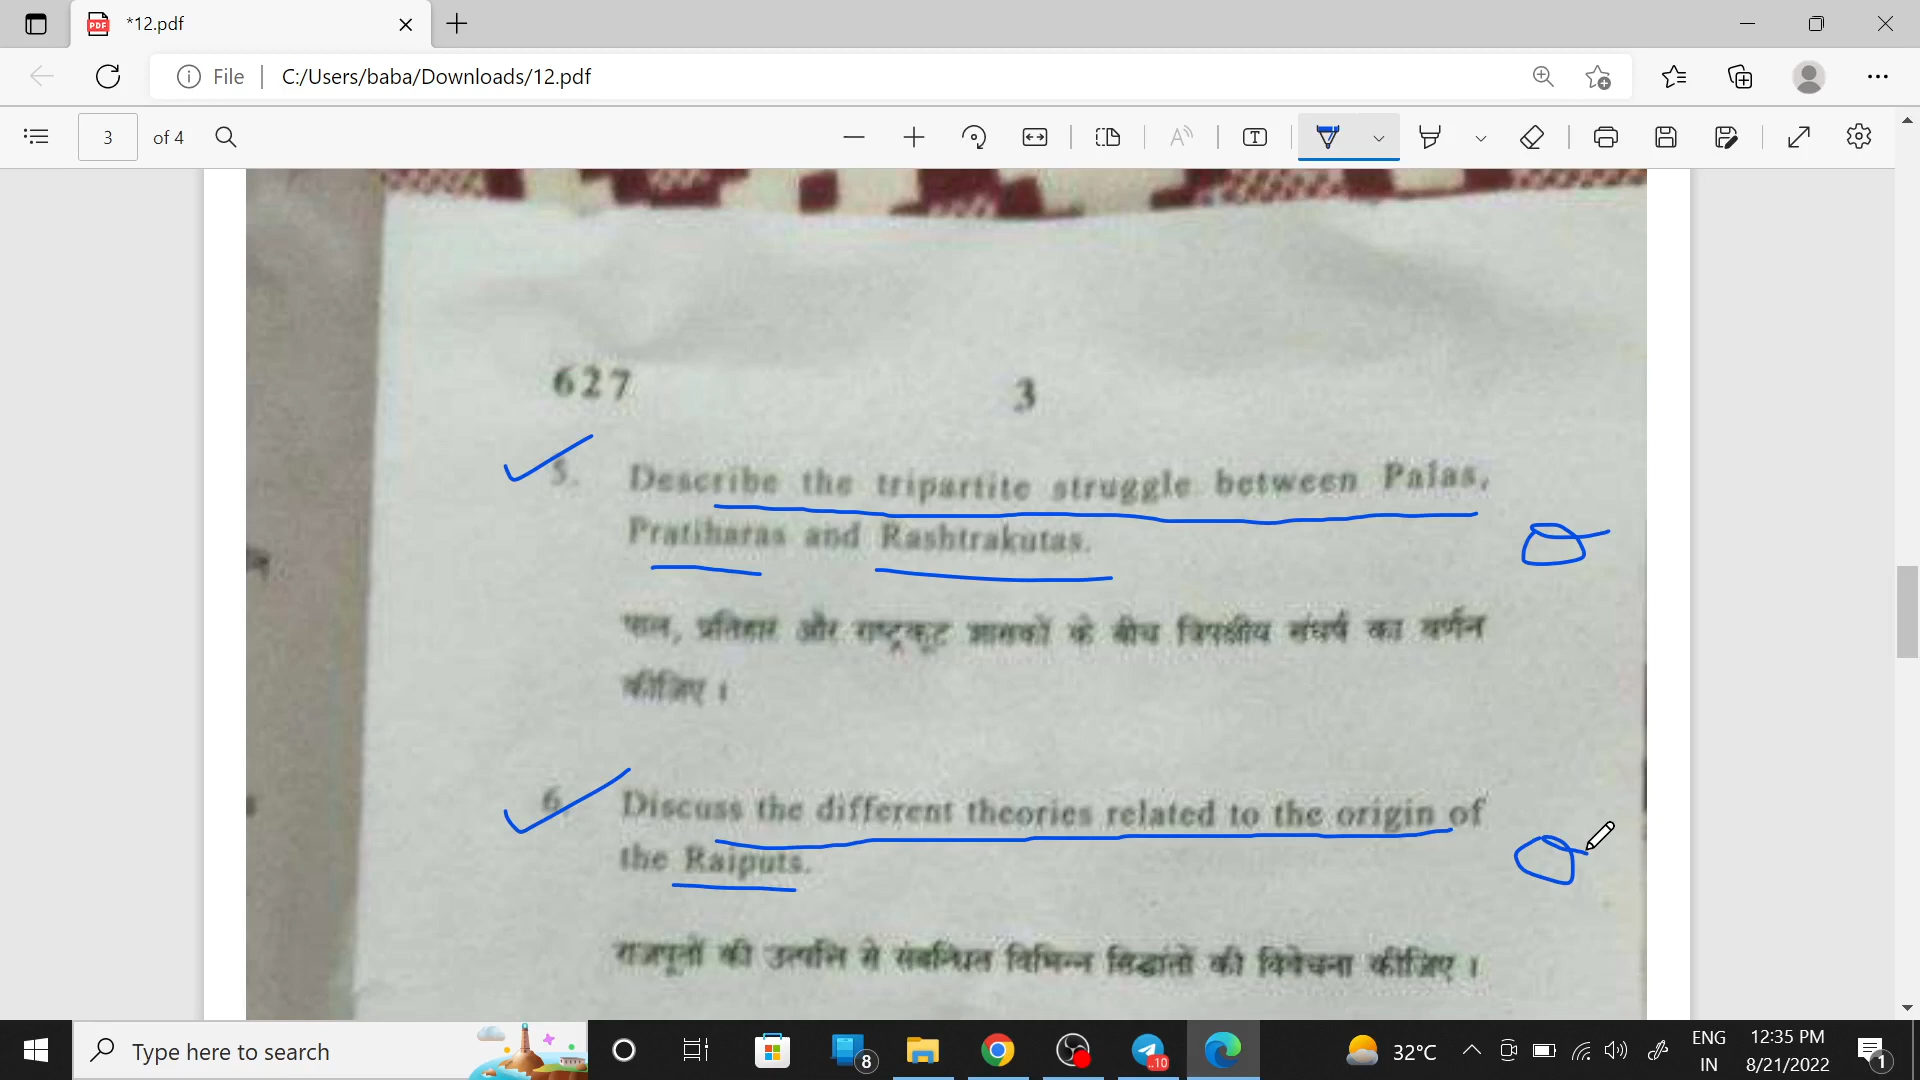 *12.pdf
File
C:/Users/baba/Downloads/12.pdf
3
of 4
627
3
5. Describe the tripartite struggle between Palas,
Pratiharas and Rashtrakutas.
पाल, प्रतिहार और राष्ट्रकूट शासकों के बीच त्रिपक्षीय संघर्ष का वर्णन
कीजिए ।
6. Discuss the different theories related to the origin of
the Rajputs.
राजपूतों की उत्पत्ति से संबन्धित विभिन्न सिद्धांतों की विवेचना कीजिए ।
Type here to search
8
..10
32°C
ENG
IN
12:35 PM
8/21/2022
1